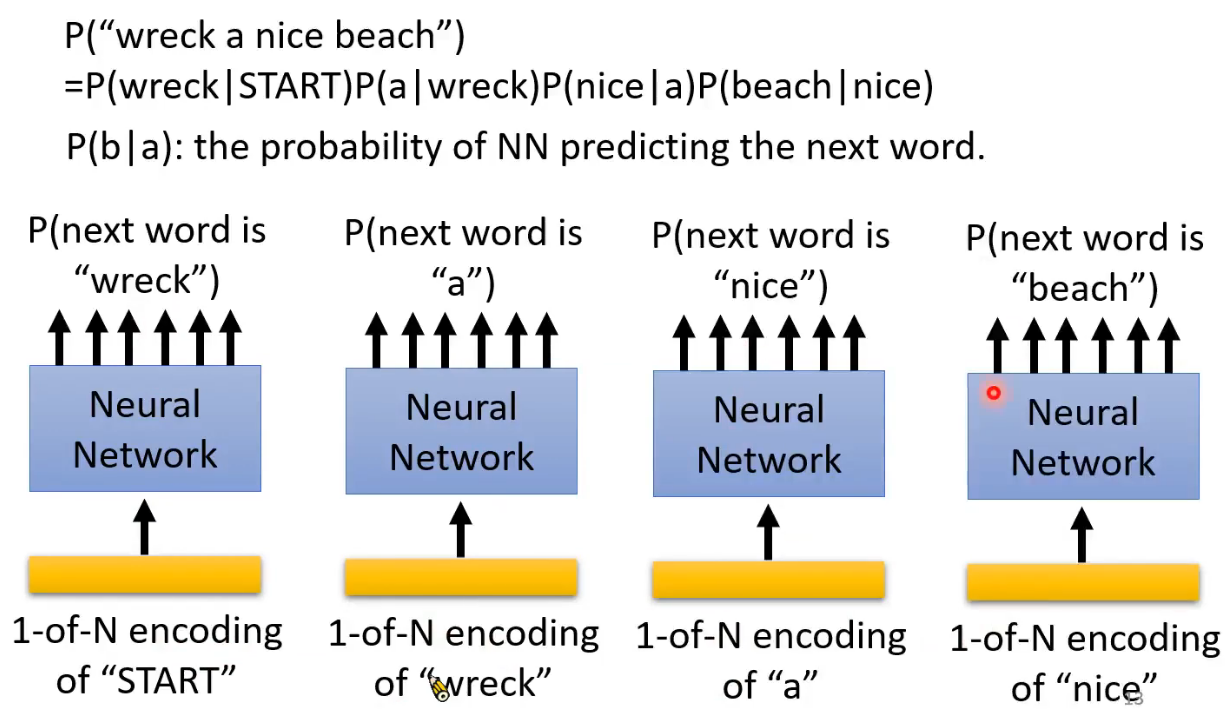 P(“wreck a nice beach”)
=P(wreck|START)P(a|wreck)P(nice|a)P(beach|nice)
P(b|a): the probability of NN predicting the next word.
P(next word is
“wreck”)
P(next word is
“a”)
P(next word is
“nice”)
P(next word is
“beach”)
Neural
Network
Neural
Network
Neural
Network
Neural
Network
1-of-N encoding
of “START”
1-of-N encoding
of “wreck”
1-of-N encoding
of “a”
1-of-N encoding
of “nice”
13